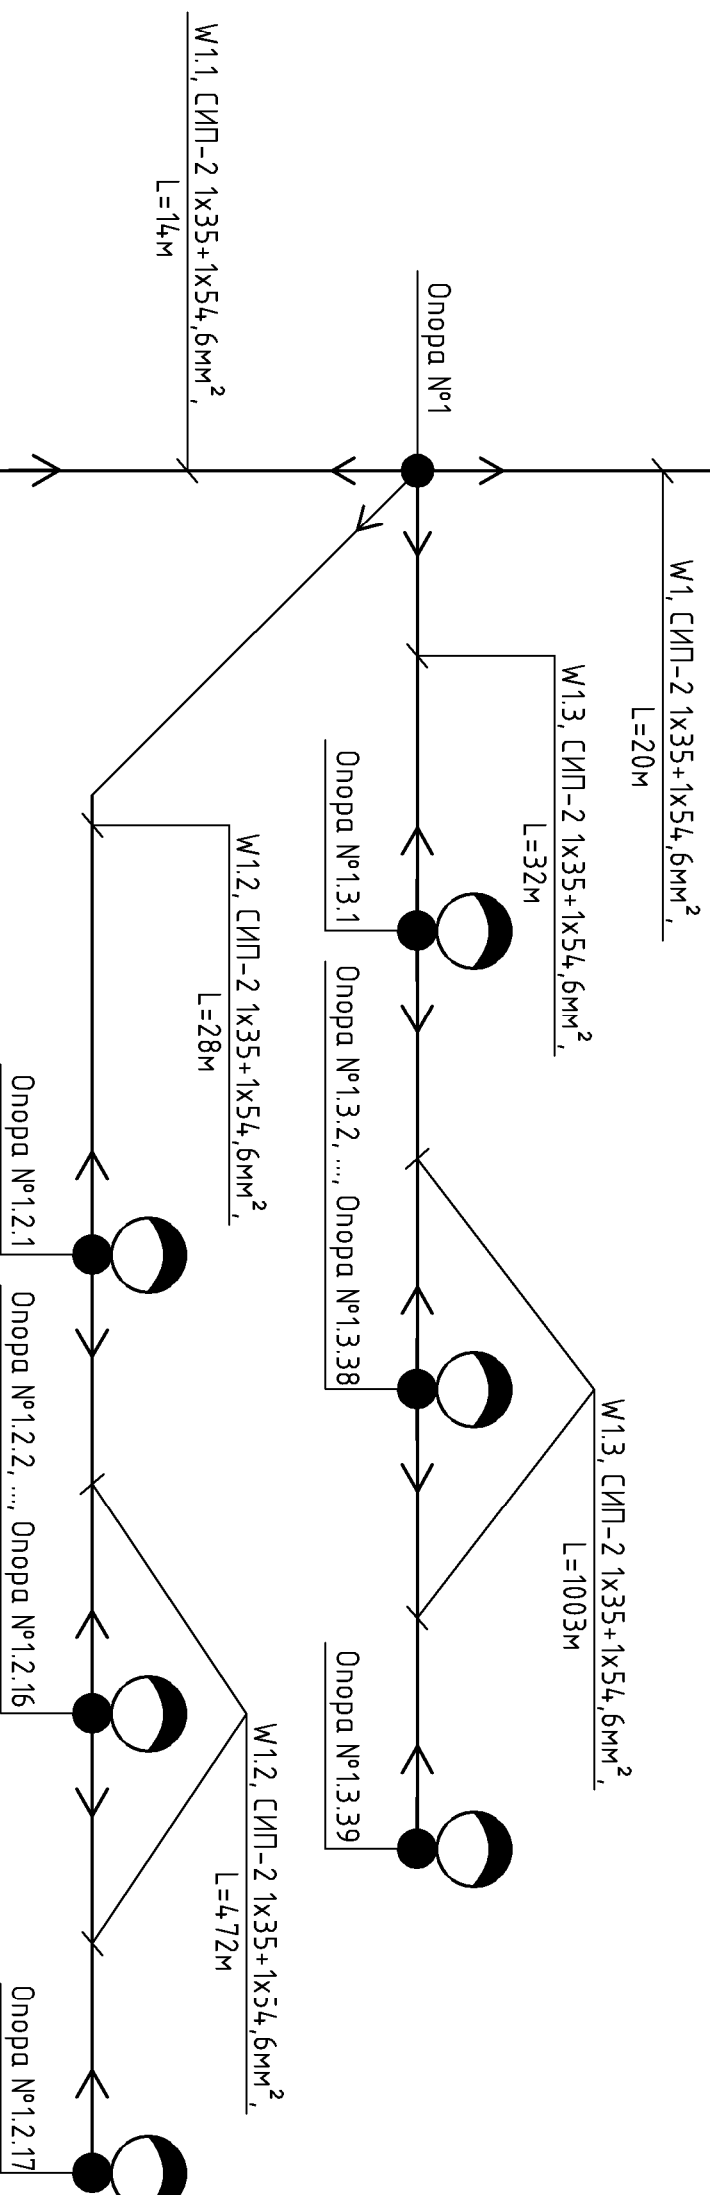 W1, СИП-2 1х35+1х54,6мм²,
L=20м
W1.3, СИП-2 1х35+1х54,6мм²,
L=1003м
W1.3, СИП-2 1х35+1х54,6мм²,
L=32м
Опора №1
Опора №1.3.1
Опора №1.3.2, ..., Опора №1.3.38
Опора №1.3.39
W1.2, СИП-2 1х35+1х54,6мм²,
L=472м
W1.2, СИП-2 1х35+1х54,6мм²,
L=28м
W1.1, СИП-2 1х35+1х54,6мм²,
L=14м
Опора №1.2.1
Опора №1.2.2, ..., Опора №1.2.16
Опора №1.2.17